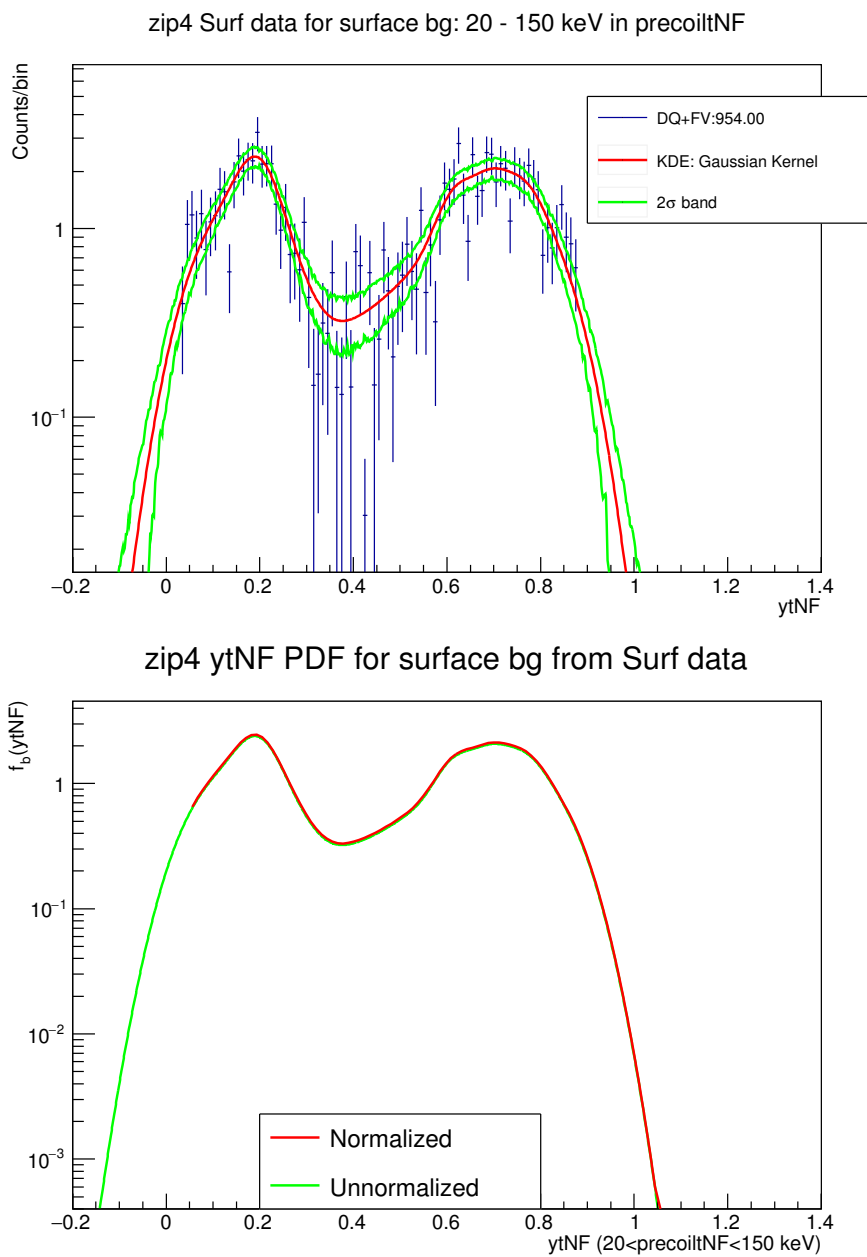 zip4 Surf data for surface bg: 20 - 150 keV in precoiltNF
Counts/bin
DQ+FV:954.00
KDE: Gaussian Kernel
2σ band
1
10⁻¹
−0.2 0 0.2 0.4 0.6 0.8 1 1.2 1.4
ytNF
zip4 ytNF PDF for surface bg from Surf data
f_b(ytNF)
1
10⁻¹
10⁻²
10⁻³
Normalized
Unnormalized
−0.2 0 0.2 0.4 0.6 0.8 1 1.2 1.4
ytNF (20<precoiltNF<150 keV)